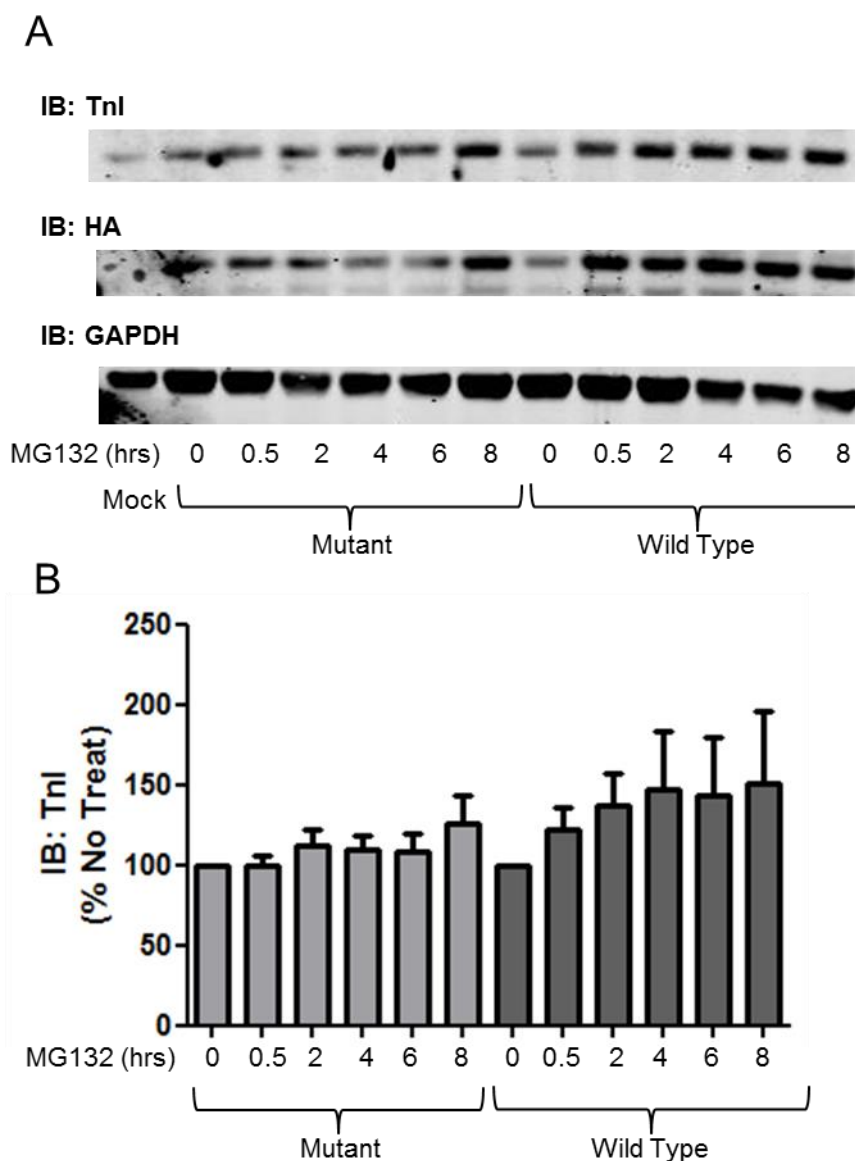 A
IB: TnI
IB: HA
IB: GAPDH
MG132 (hrs) 0 0.5 2 4 6 8 0 0.5 2 4 6 8
Mock
Mutant Wild Type
B
250
200
150
100
50
0
IB: TnI
(% No Treat)
MG132 (hrs) 0 0.5 2 4 6 8 0 0.5 2 4 6 8
Mutant Wild Type